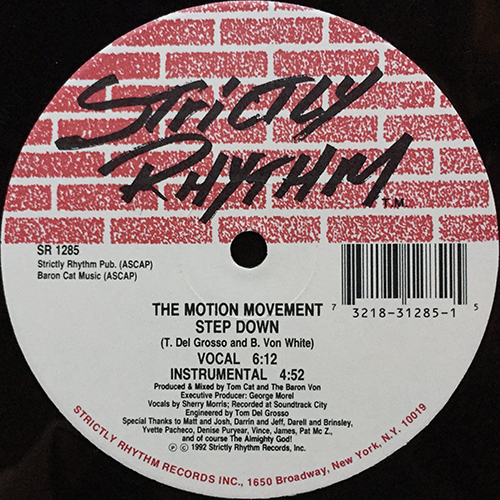 STRICTLY
RHYTHM
T.M.
SR 1285
Strictly Rhythm Pub. (ASCAP)
Baron Cat Music (ASCAP)
7 3218-31285-1 5
THE MOTION MOVEMENT
STEP DOWN
(T. Del Grosso and B. Von White)
VOCAL 6:12
INSTRUMENTAL 4:52
Produced & Mixed by Tom Cat and The Baron Von
Executive Producer: George Morel
Vocals by Sherry Morris; Recorded at Soundtrack City
Engineered by Tom Del Grosso
Special Thanks to Matt and Josh, Darrin and Jeff, Darell and Brinsley,
Yvette Pacheco, Denise Puryear, Vince, James, Pat Mc Z.,
and of course The Almighty God!
℗ © 1992 Strictly Rhythm Records, Inc.
STRICTLY RHYTHM RECORDS INC., 1650 Broadway, New York, N.Y. 10019